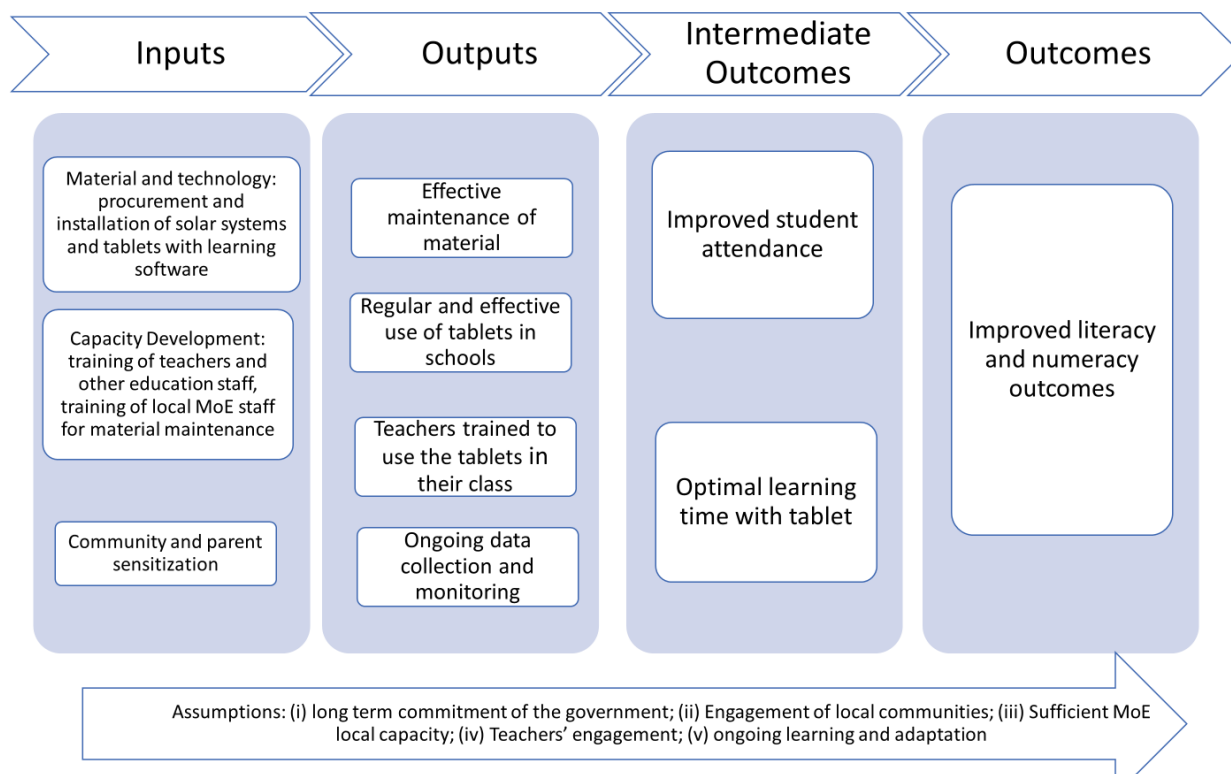 Inputs
Outputs
Intermediate
Outcomes
Outcomes
Material and technology:
procurement and
installation of solar systems
and tablets with learning
software
Capacity Development:
training of teachers and
other education staff,
training of local MoE staff
for material maintenance
Community and parent
sensitization
Effective
maintenance of
material
Regular and effective
use of tablets in
schools
Teachers trained to
use the tablets in
their class
Ongoing data
collection and
monitoring
Improved student
attendance
Optimal learning
time with tablet
Improved literacy
and numeracy
outcomes
Assumptions: (i) long term commitment of the government; (ii) Engagement of local communities; (iii) Sufficient MoE
local capacity; (iv) Teachers’ engagement; (v) ongoing learning and adaptation